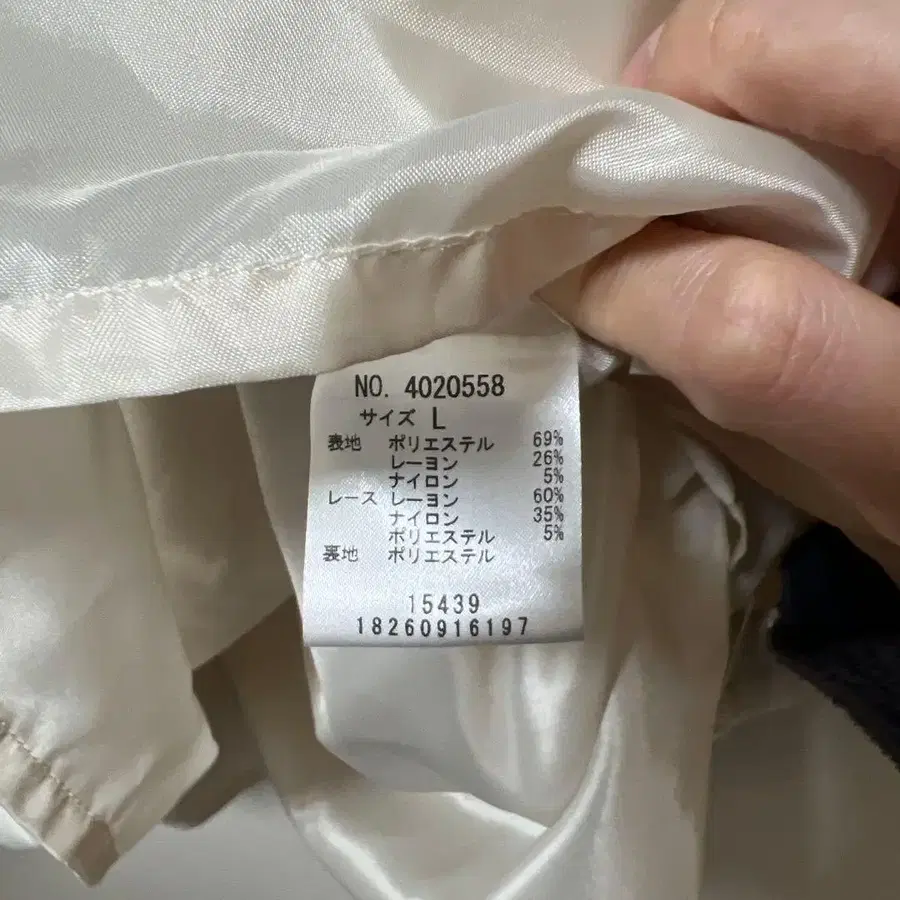 NO. 4020558
サイズ L
表地 ポリエステル 69%
レーヨン 26%
ナイロン 5%
レース レーヨン 60%
ナイロン 35%
ポリエステル 5%
裏地 ポリエステル
15439
18260916197